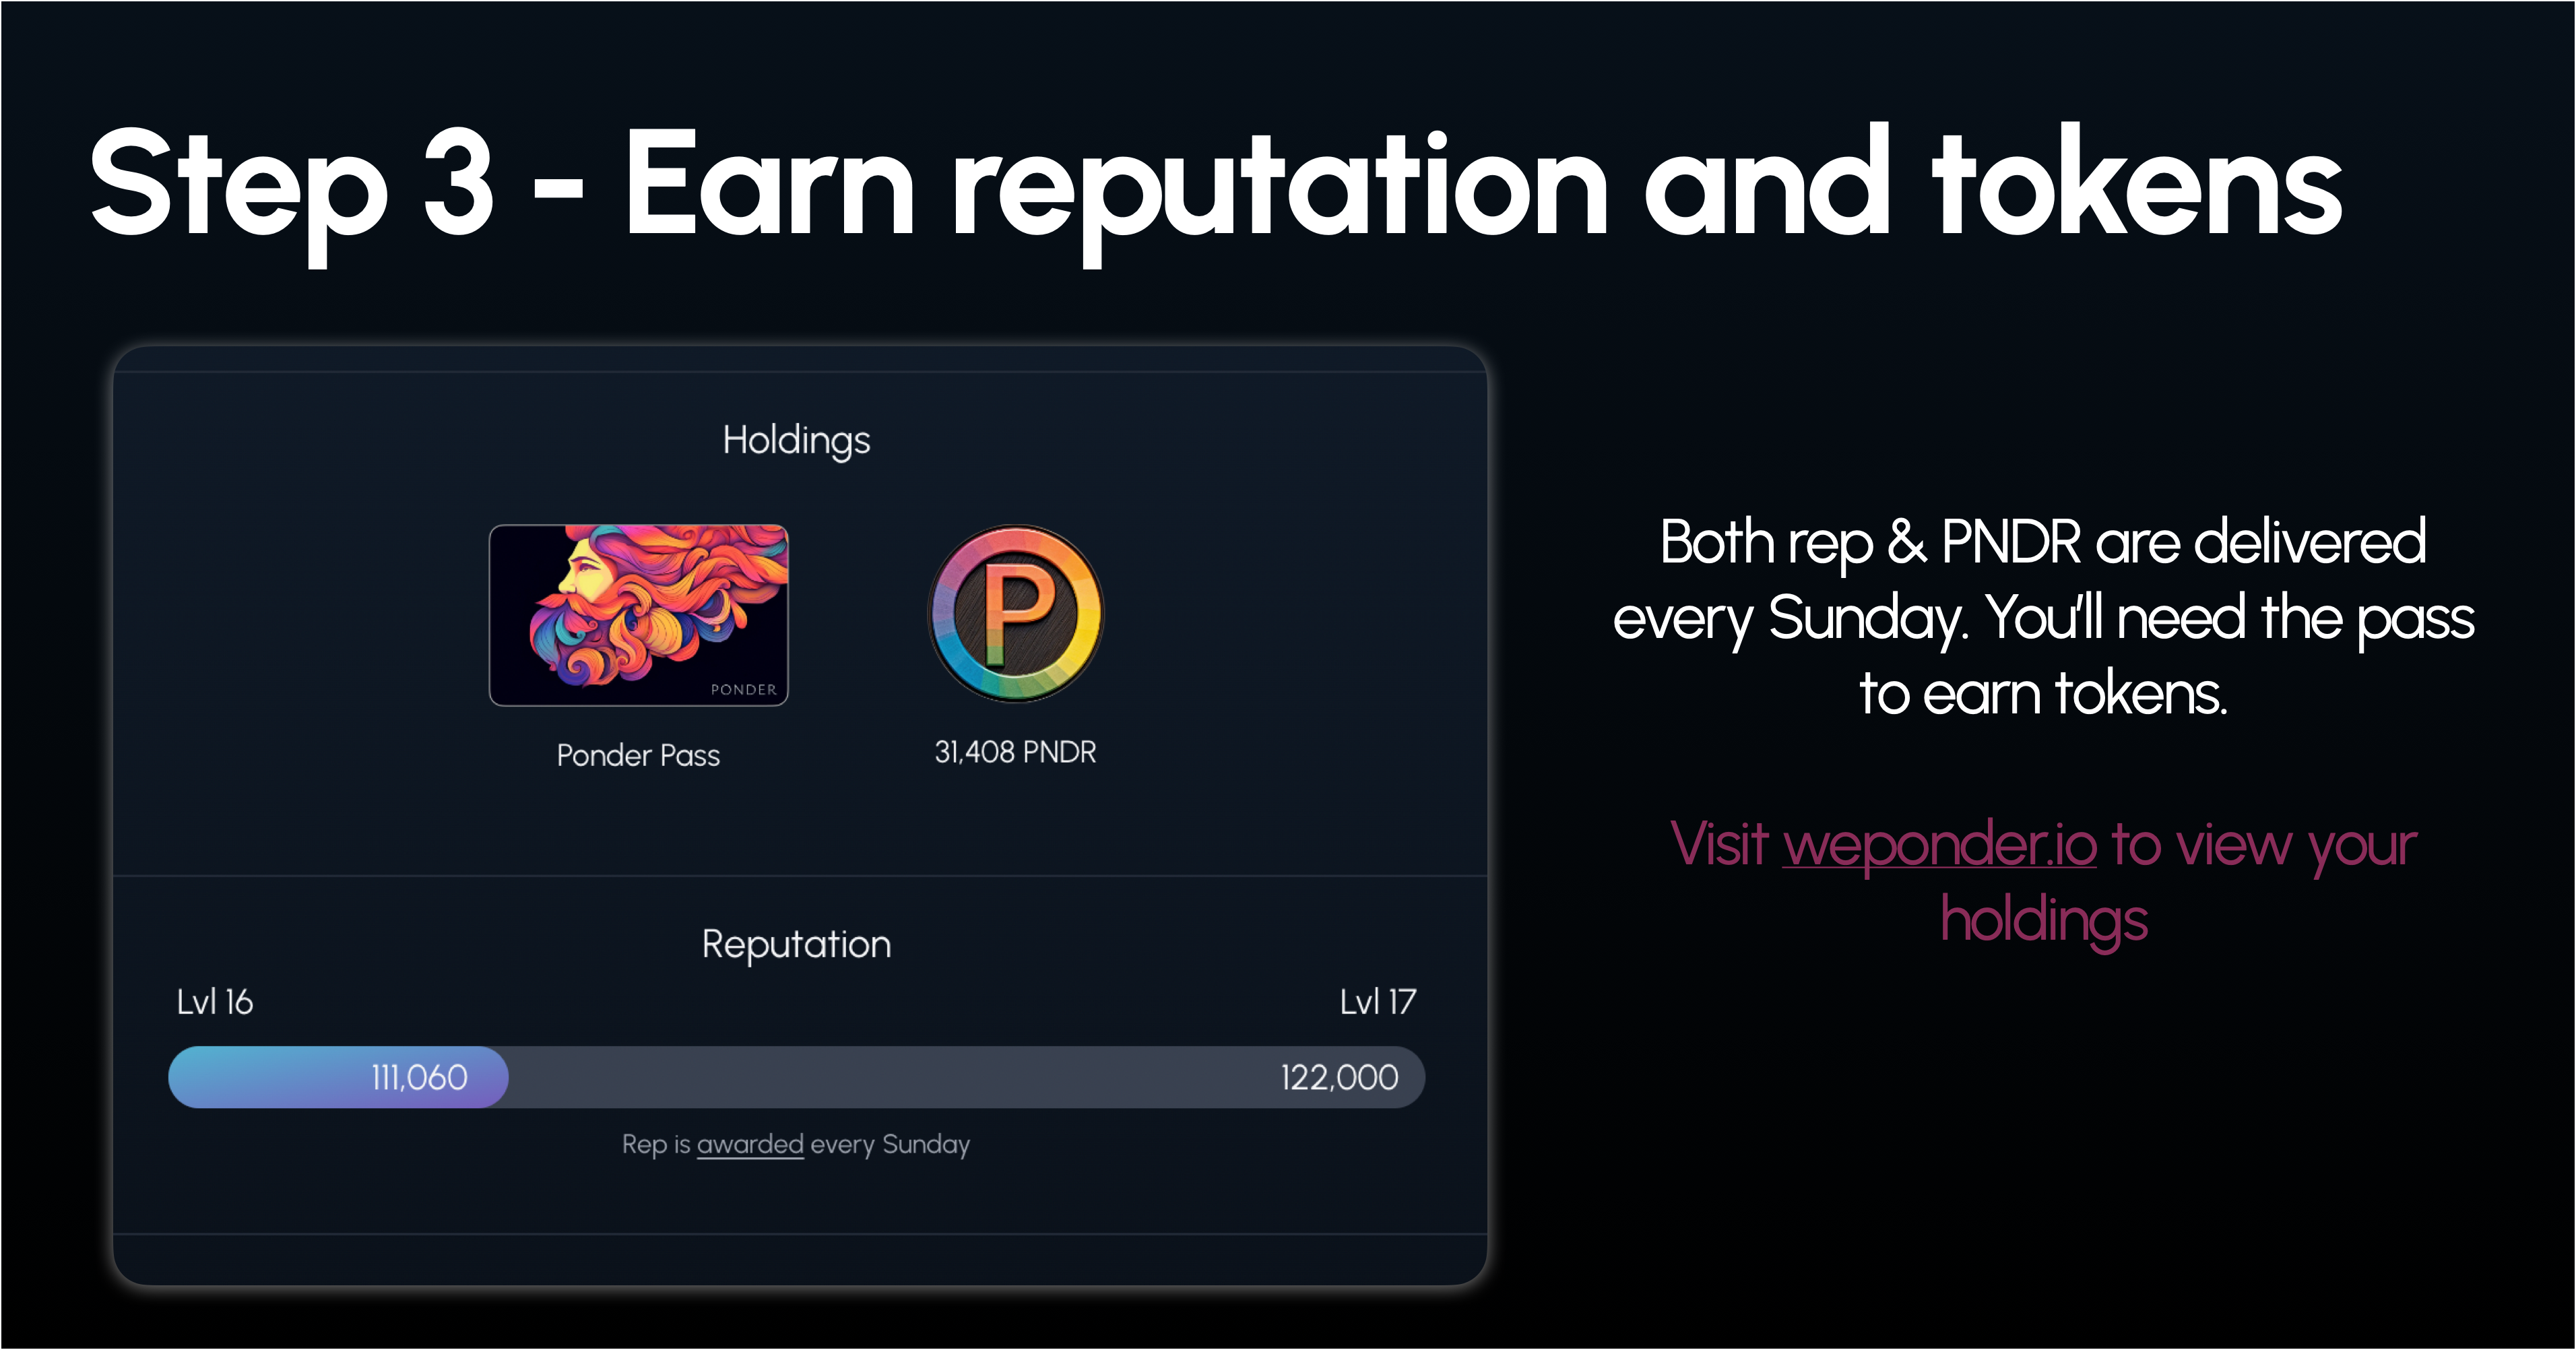 Step 3 - Earn reputation and tokens
Holdings
PONDER
P
Ponder Pass
31,408 PNDR
Reputation
Lvl 16
Lvl 17
111,060
122,000
Rep is awarded every Sunday
Both rep & PNDR are delivered
every Sunday. You'll need the pass
to earn tokens.
Visit weponder.io to view your
holdings